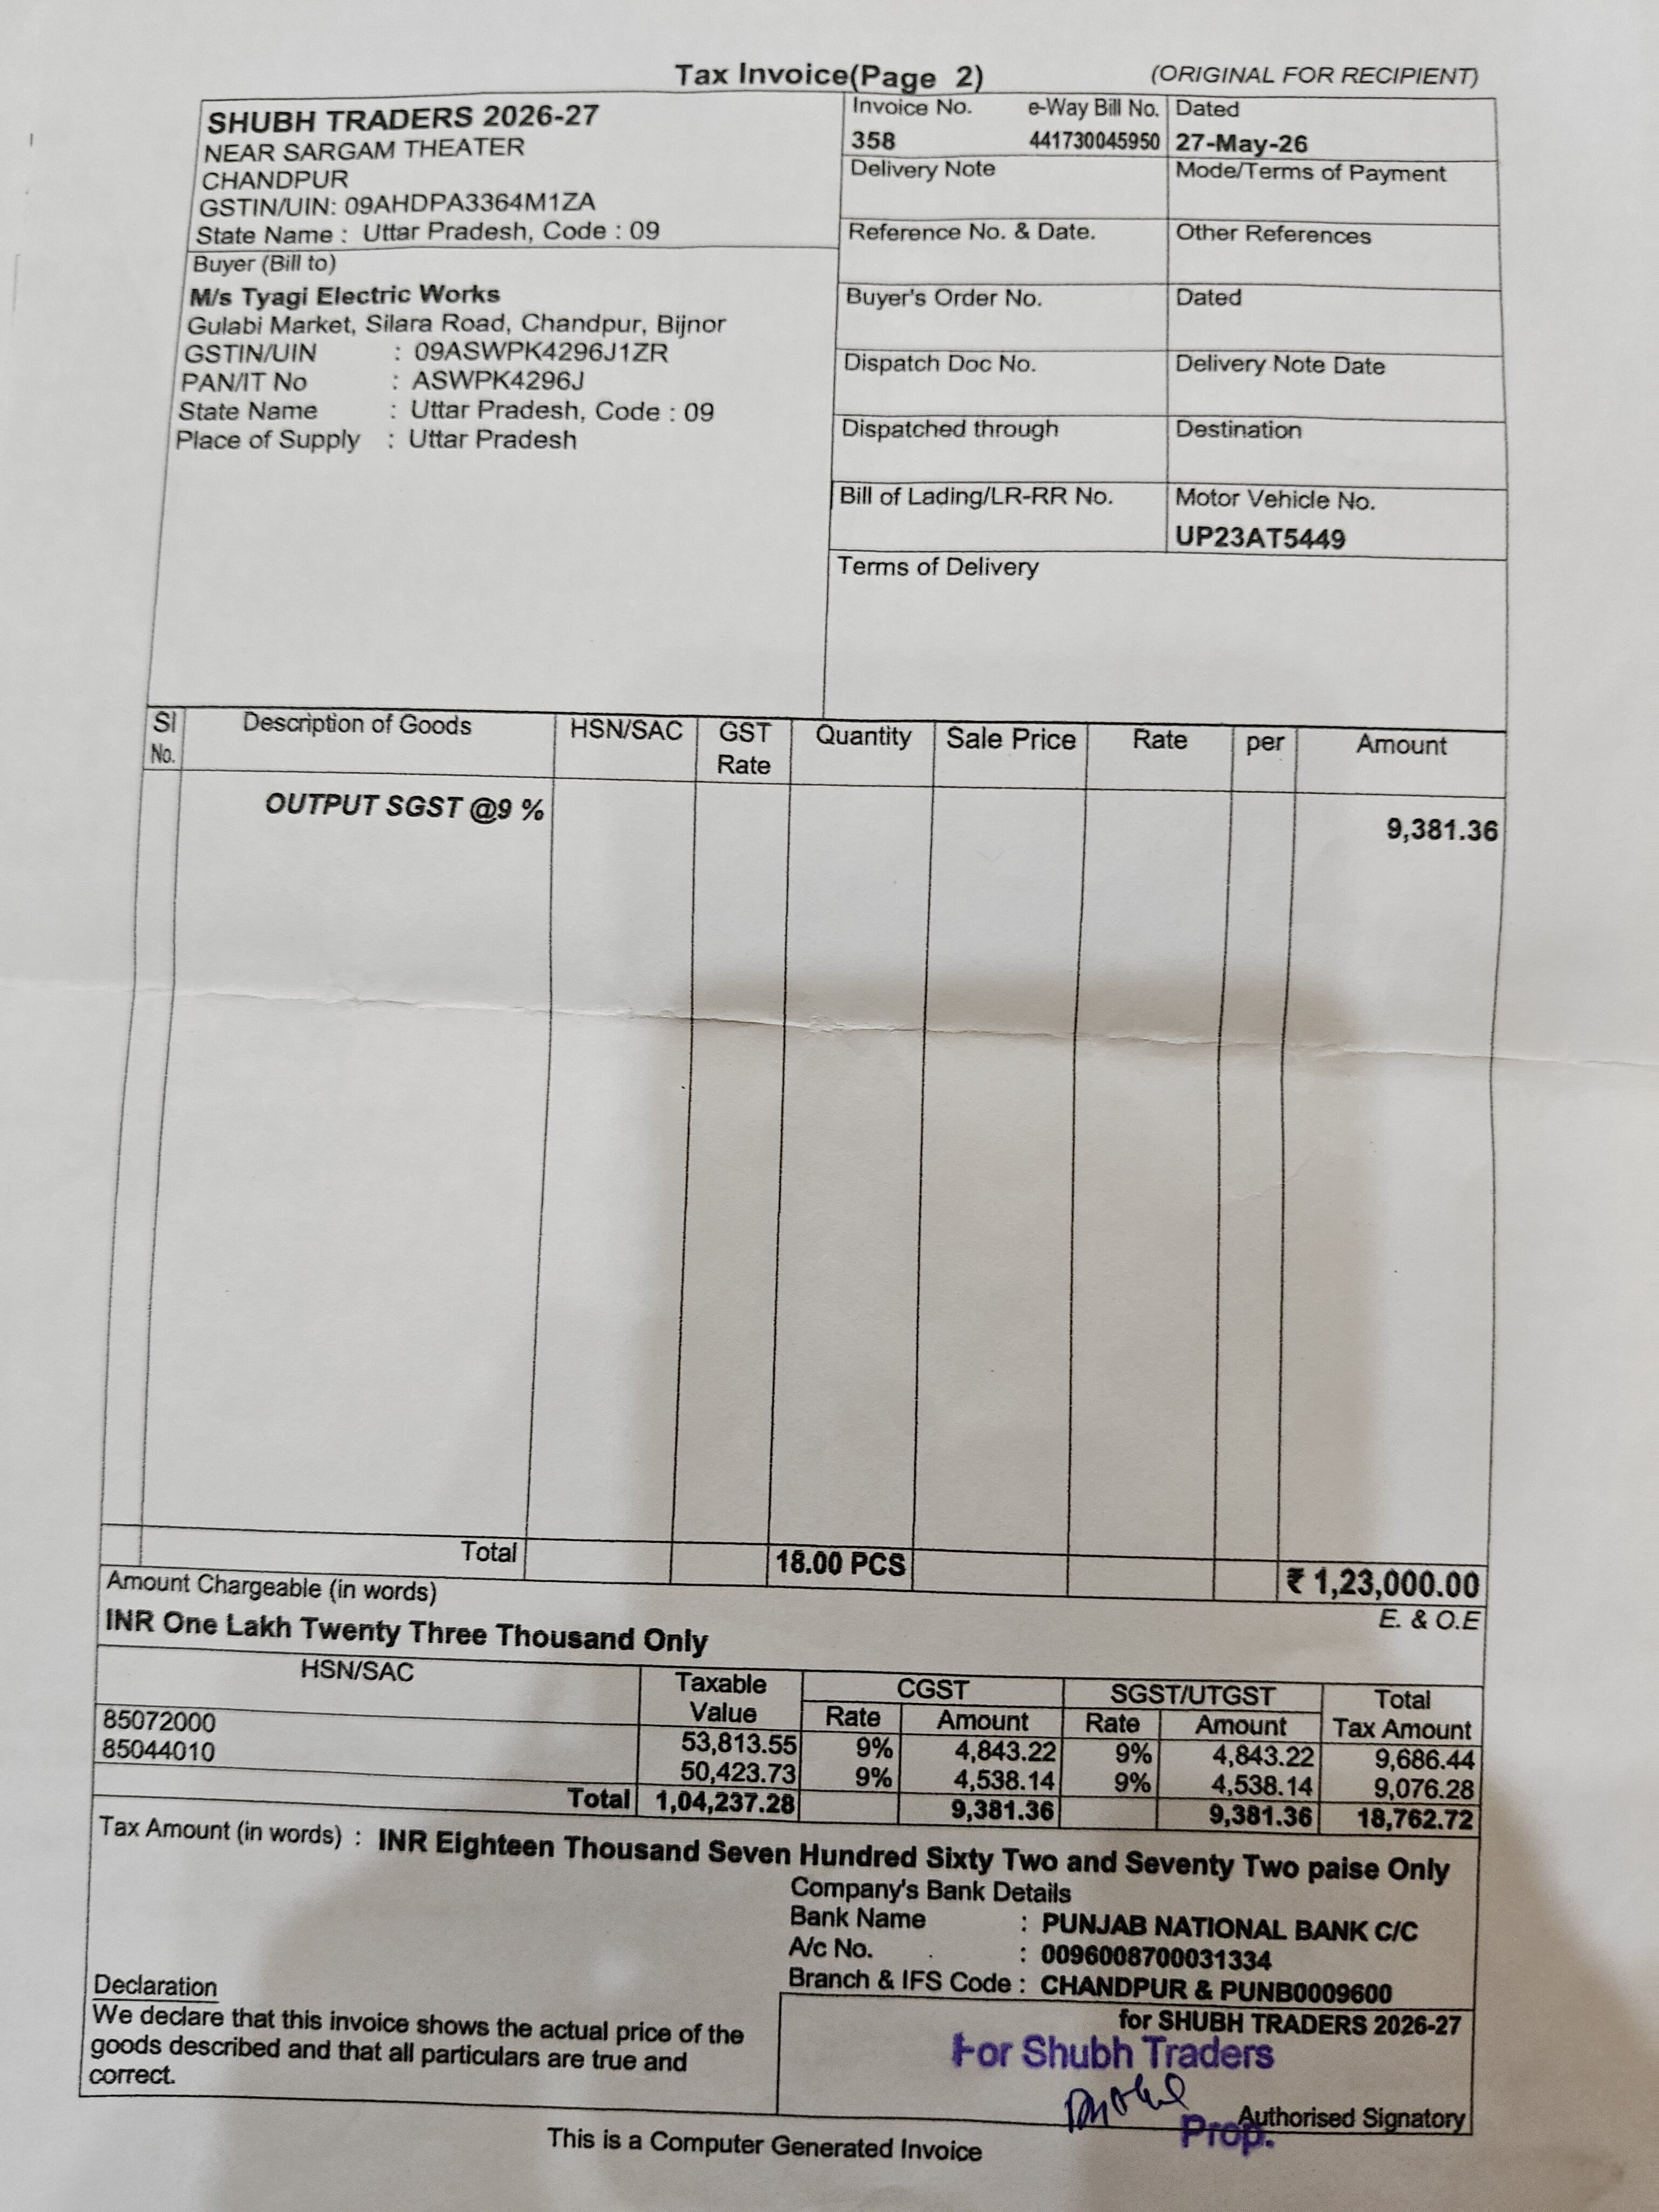 Tax Invoice(Page 2)
(ORIGINAL FOR RECIPIENT)
SHUBH TRADERS 2026-27
NEAR SARGAM THEATER
CHANDPUR
GSTIN/UIN: 09AHDPA3364M1ZA
State Name : Uttar Pradesh, Code : 09
Buyer (Bill to)
M/s Tyagi Electric Works
Gulabi Market, Silara Road, Chandpur, Bijnor
GSTIN/UIN : 09ASWPK4296J1ZR
PAN/IT No : ASWPK4296J
State Name : Uttar Pradesh, Code : 09
Place of Supply : Uttar Pradesh
Invoice No. e-Way Bill No. Dated
358 441730045950 27-May-26
Delivery Note Mode/Terms of Payment
Reference No. & Date. Other References
Buyer's Order No. Dated
Dispatch Doc No. Delivery Note Date
Dispatched through Destination
Bill of Lading/LR-RR No. Motor Vehicle No.
UP23AT5449
Terms of Delivery
Sl No. Description of Goods HSN/SAC GST Rate Quantity Sale Price Rate per Amount
OUTPUT SGST @9 % 9,381.36
Total 18.00 PCS ₹ 1,23,000.00
Amount Chargeable (in words) E. & O.E
INR One Lakh Twenty Three Thousand Only
HSN/SAC Taxable Value CGST SGST/UTGST Total Tax Amount
Rate Amount Rate Amount
85072000 53,813.55 9% 4,843.22 9% 4,843.22 9,686.44
85044010 50,423.73 9% 4,538.14 9% 4,538.14 9,076.28
Total 1,04,237.28 9,381.36 9,381.36 18,762.72
Tax Amount (in words) : INR Eighteen Thousand Seven Hundred Sixty Two and Seventy Two paise Only
Company's Bank Details
Bank Name : PUNJAB NATIONAL BANK C/C
A/c No. : 0096008700031334
Branch & IFS Code : CHANDPUR & PUNB0009600
Declaration
We declare that this invoice shows the actual price of the
goods described and that all particulars are true and
correct.
for SHUBH TRADERS 2026-27
For Shubh Traders
Authorised Signatory
Prop.
This is a Computer Generated Invoice